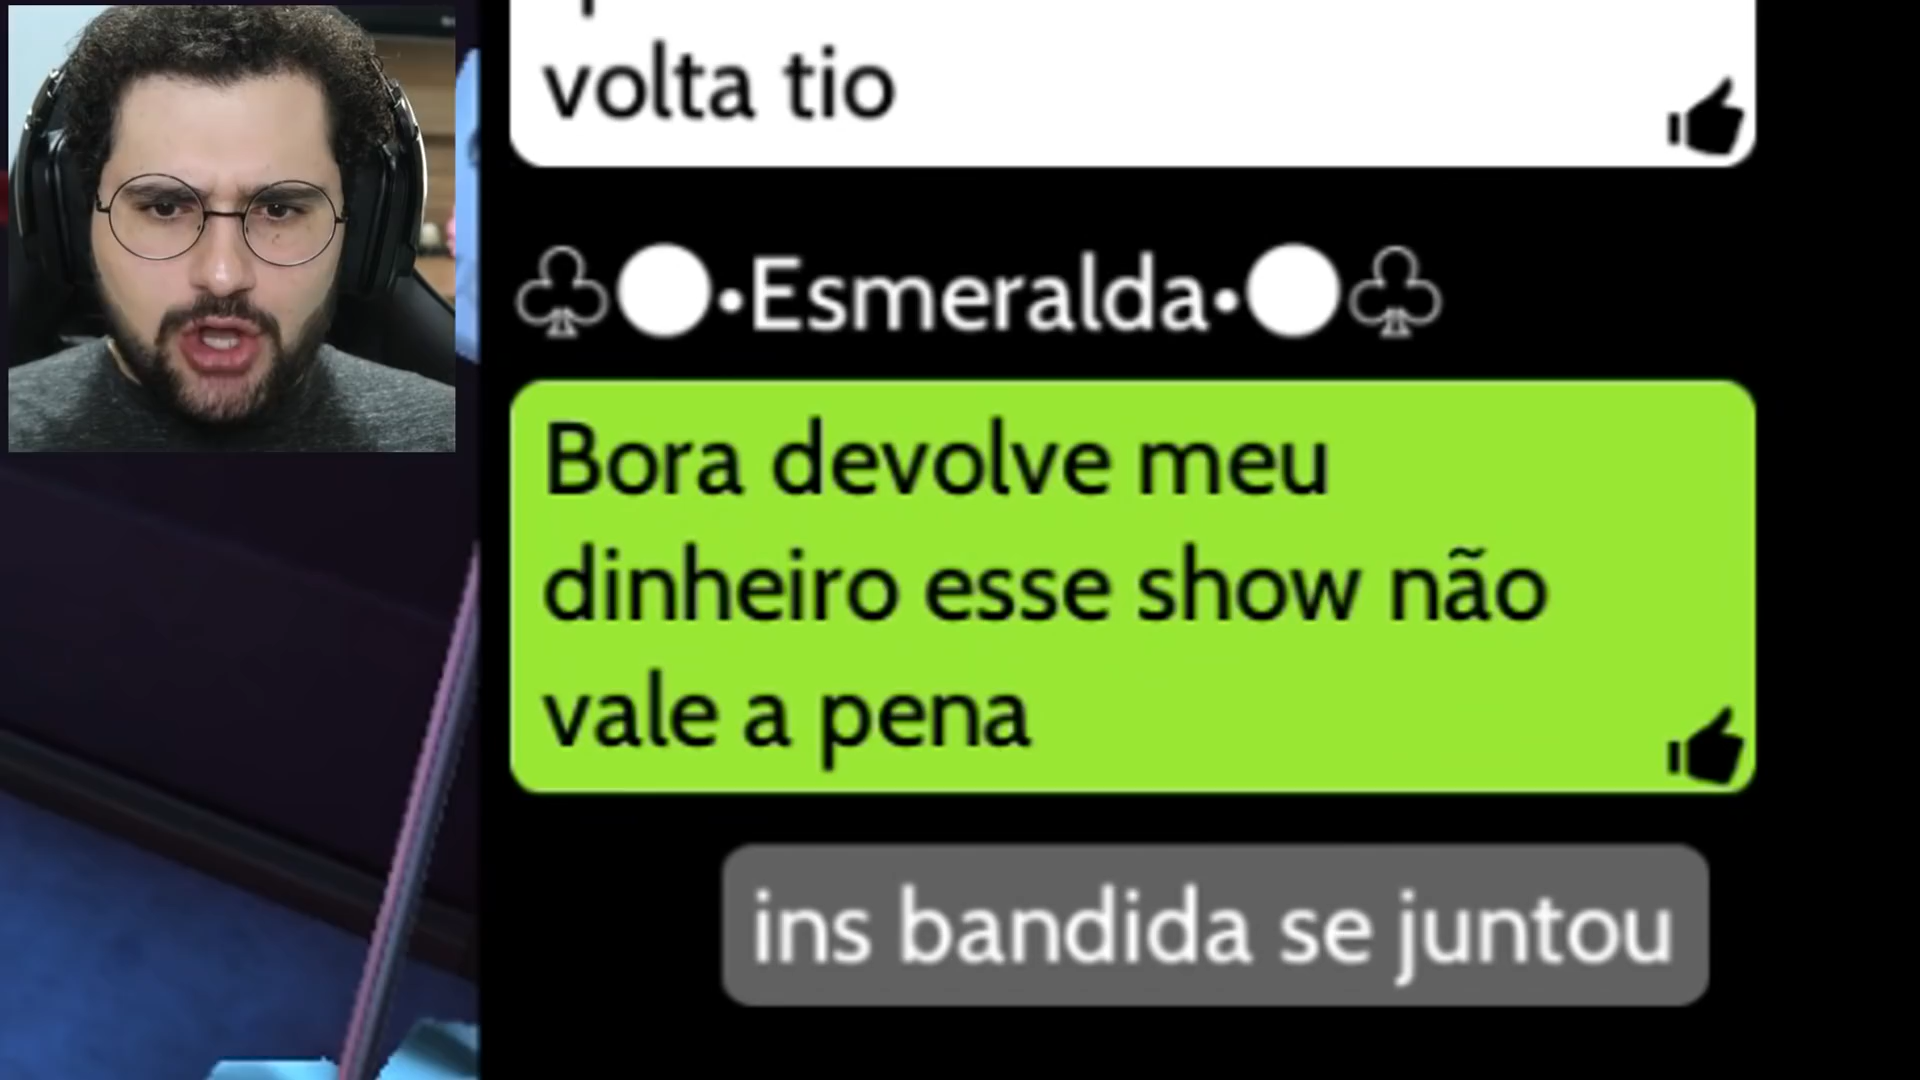 volta tio
♧⚪•Esmeralda•⚪♧
Bora devolve meu
dinheiro esse show não
vale a pena
ins bandida se juntou